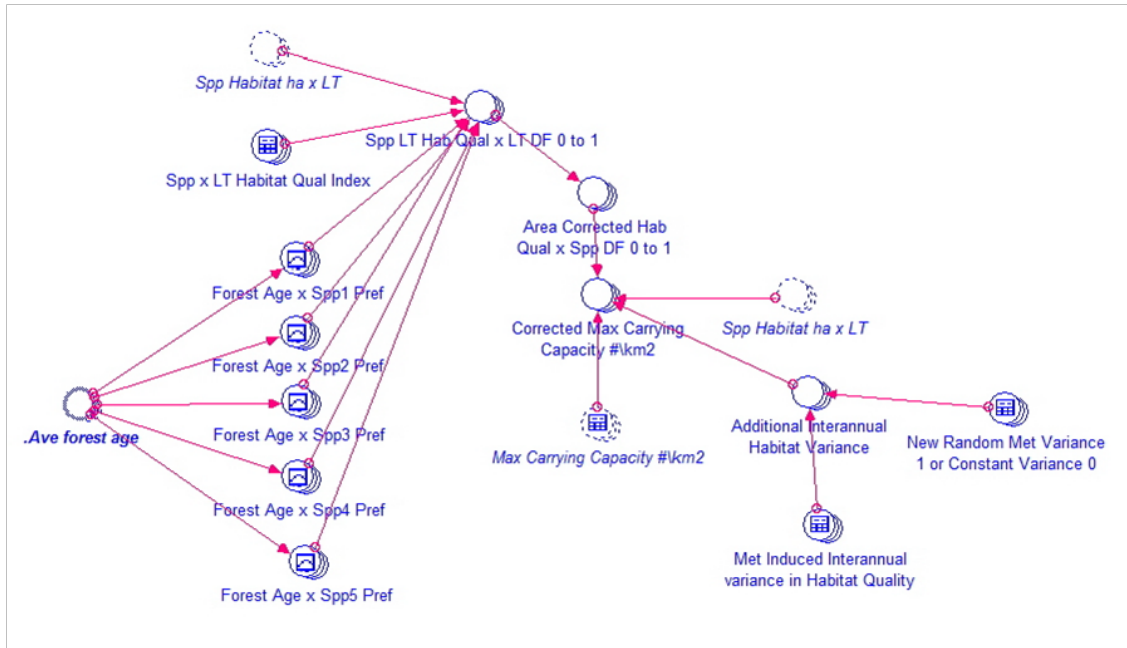 Spp Habitat ha x LT
Spp LT Hab Qual x LT DF 0 to 1
Spp x LT Habitat Qual Index
Area Corrected Hab
Qual x Spp DF 0 to 1
Forest Age x Spp1 Pref
Corrected Max Carrying
Capacity #\km2
Spp Habitat ha x LT
Forest Age x Spp2 Pref
.Ave forest age
Forest Age x Spp3 Pref
Max Carrying Capacity #\km2
Additional Interannual
Habitat Variance
New Random Met Variance
1 or Constant Variance 0
Forest Age x Spp4 Pref
Met Induced Interannual
variance in Habitat Quality
Forest Age x Spp5 Pref